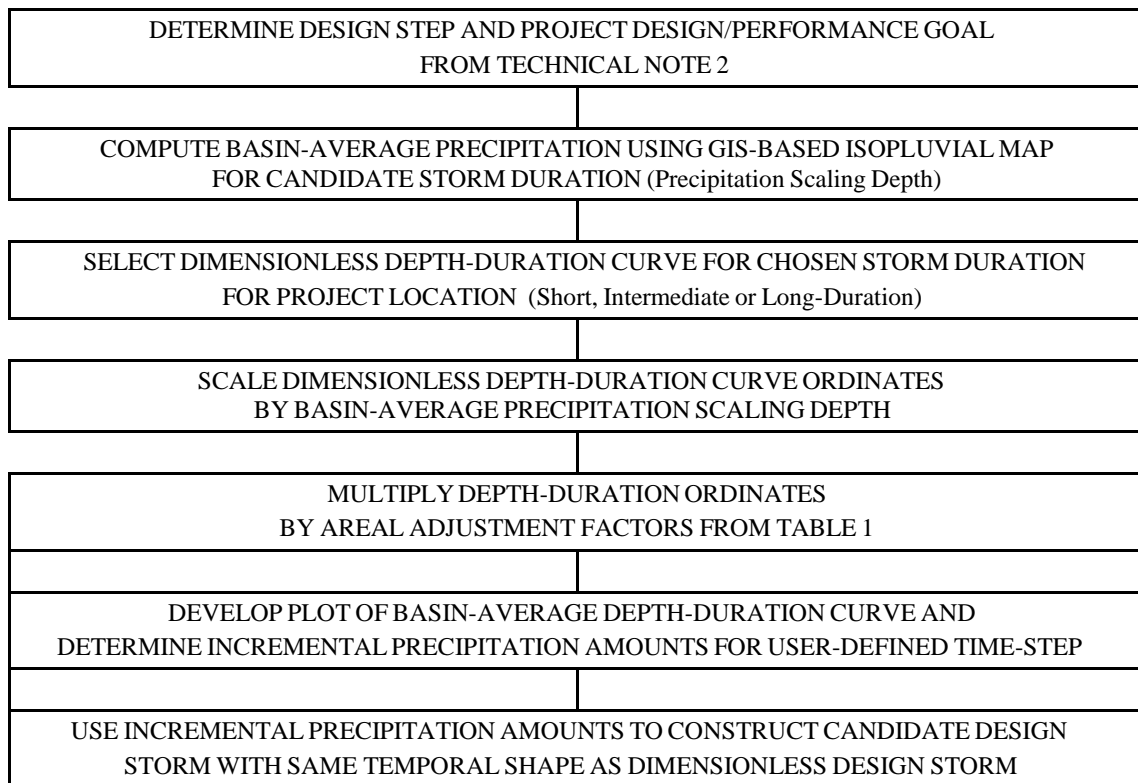 DETERMINE DESIGN STEP AND PROJECT DESIGN/PERFORMANCE GOAL
FROM TECHNICAL NOTE 2
COMPUTE BASIN-AVERAGE PRECIPITATION USING GIS-BASED ISOPLUVIAL MAP
FOR CANDIDATE STORM DURATION (Precipitation Scaling Depth)
SELECT DIMENSIONLESS DEPTH-DURATION CURVE FOR CHOSEN STORM DURATION
FOR PROJECT LOCATION (Short, Intermediate or Long-Duration)
SCALE DIMENSIONLESS DEPTH-DURATION CURVE ORDINATES
BY BASIN-AVERAGE PRECIPITATION SCALING DEPTH
MULTIPLY DEPTH-DURATION ORDINATES
BY AREAL ADJUSTMENT FACTORS FROM TABLE 1
DEVELOP PLOT OF BASIN-AVERAGE DEPTH-DURATION CURVE AND
DETERMINE INCREMENTAL PRECIPITATION AMOUNTS FOR USER-DEFINED TIME-STEP
USE INCREMENTAL PRECIPITATION AMOUNTS TO CONSTRUCT CANDIDATE DESIGN
STORM WITH SAME TEMPORAL SHAPE AS DIMENSIONLESS DESIGN STORM